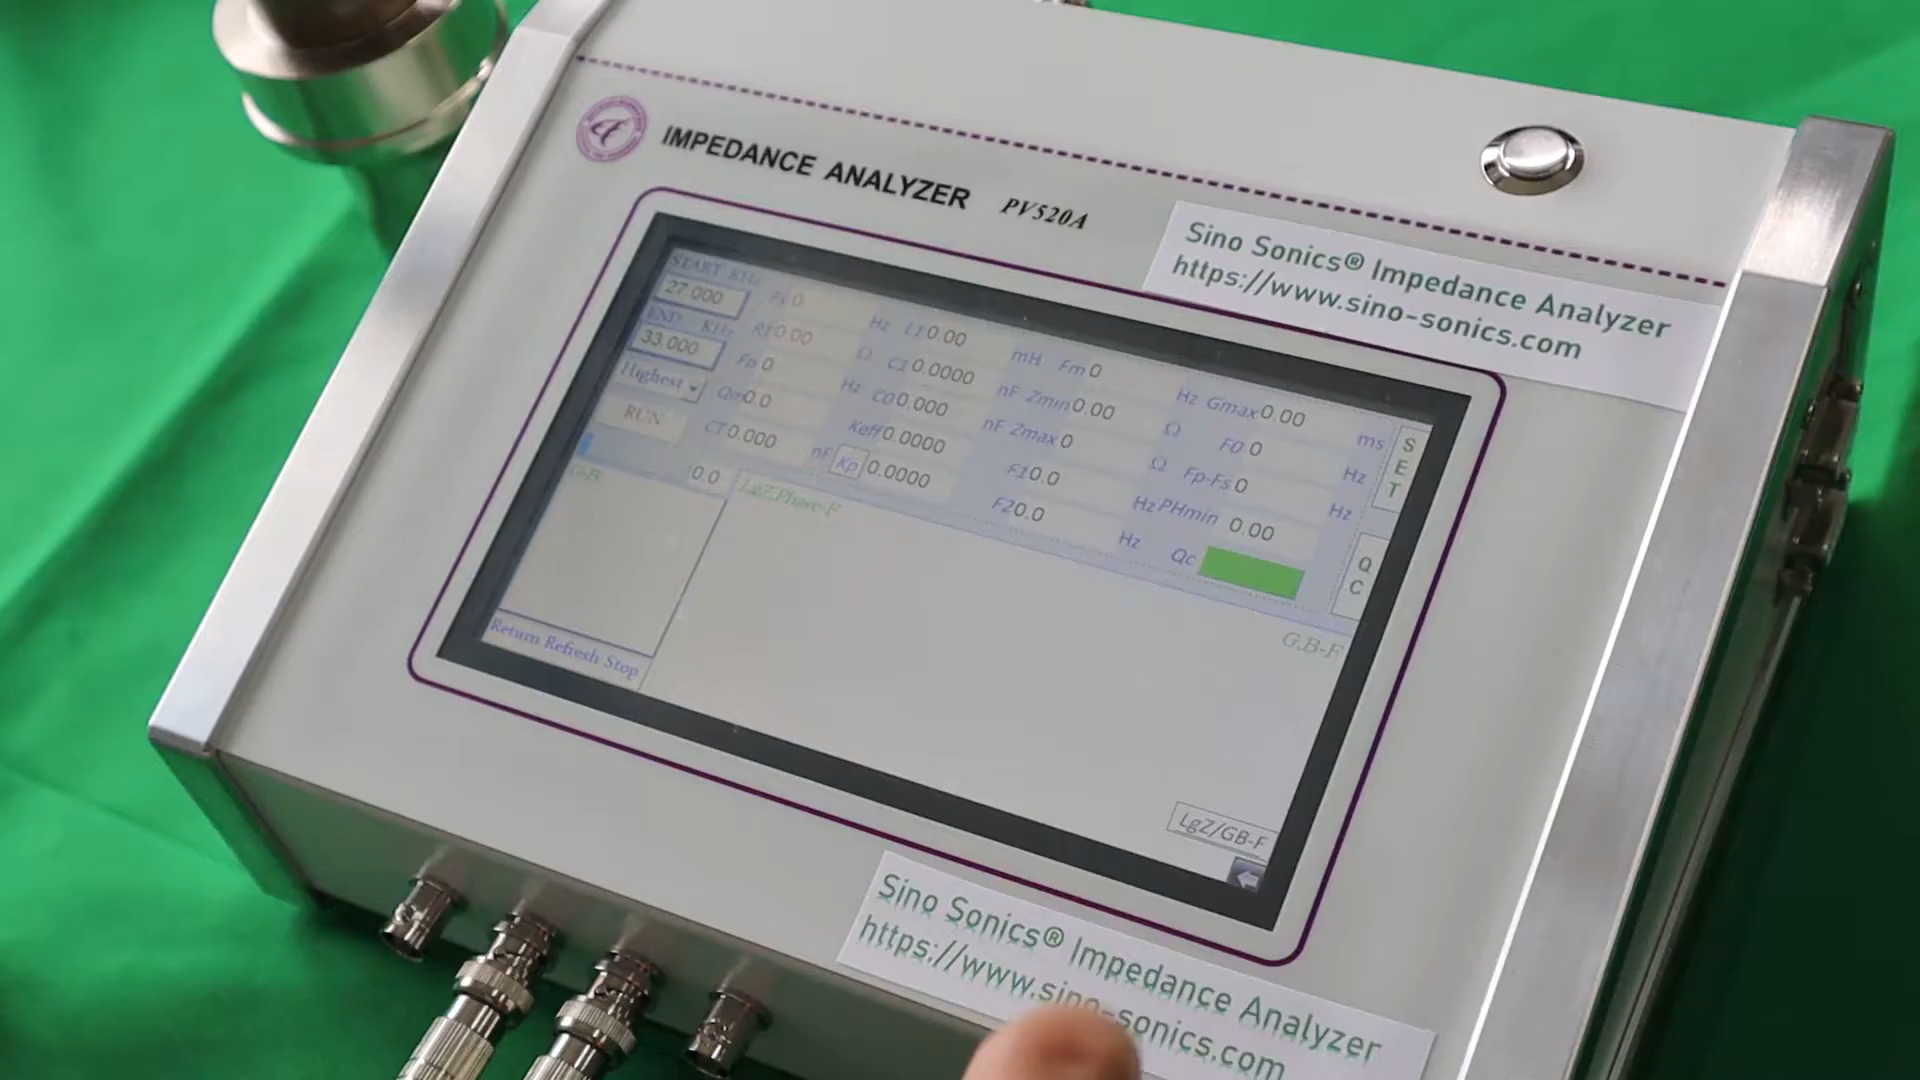 IMPEDANCE ANALYZER PV520A
Sino Sonics® Impedance Analyzer
https://www.sino-sonics.com
START KHz
27.000
END KHz
33.000
Highest
RUN
Fs 0 Hz
R1 0.00 Ω
Fp 0 Hz
Qm 0.0
CT 0.000 nF
L1 0.00 mH
C1 0.0000 nF
C0 0.000 nF
Keff 0.0000
Kp 0.0000
Fm 0 Hz
Zmin 0.00 Ω
Zmax 0 Ω
F1 0.0 Hz
F2 0.0 Hz
Gmax 0.00 ms
F0 0 Hz
Fp-Fs 0 Hz
PHmin 0.00
Qc
SET
QC
G-B
0.0
LgZ,Phase-F
G,B-F
Return Refresh Stop
LgZ/GB-F
Sino Sonics® Impedance Analyzer
https://www.sino-sonics.com